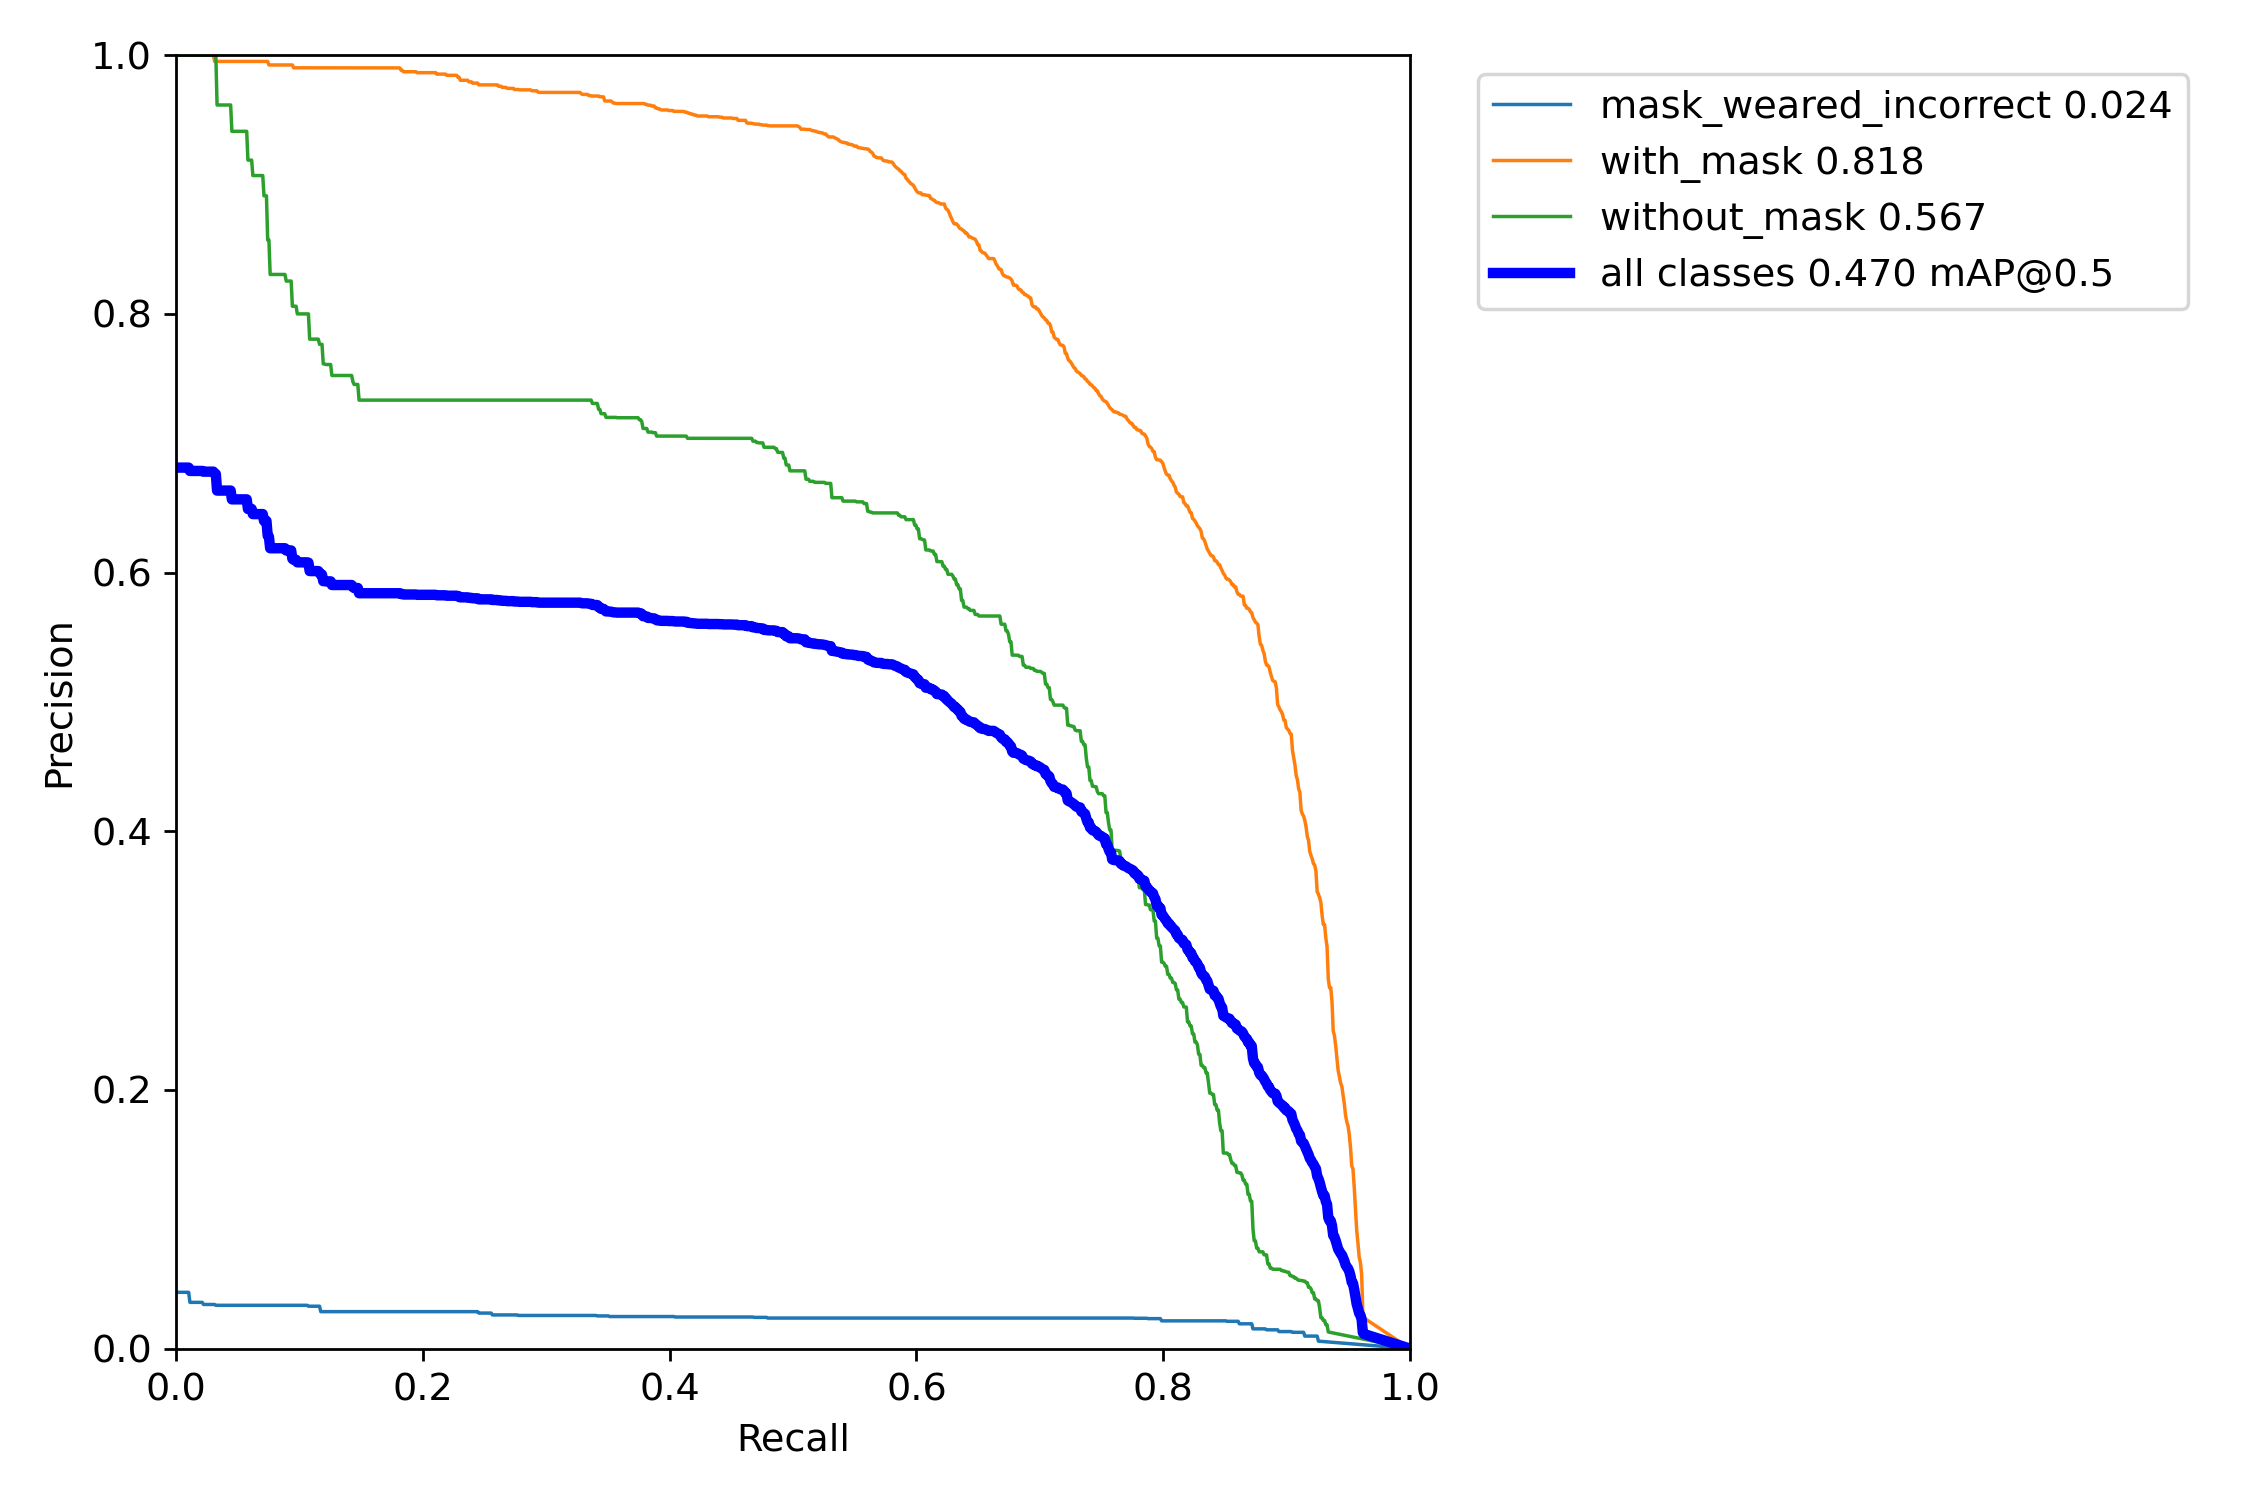 1.0
0.8
0.6
0.4
0.2
0.0
Precision
0.0 0.2 0.4 0.6 0.8 1.0
Recall
mask_weared_incorrect 0.024
with_mask 0.818
without_mask 0.567
all classes 0.470 mAP@0.5